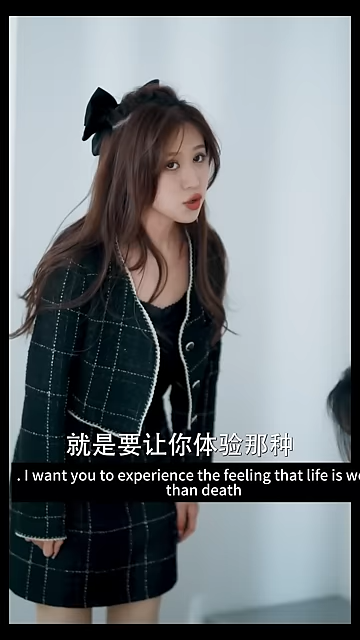 就是要让你体验那种
. I want you to experience the feeling that life is
than death